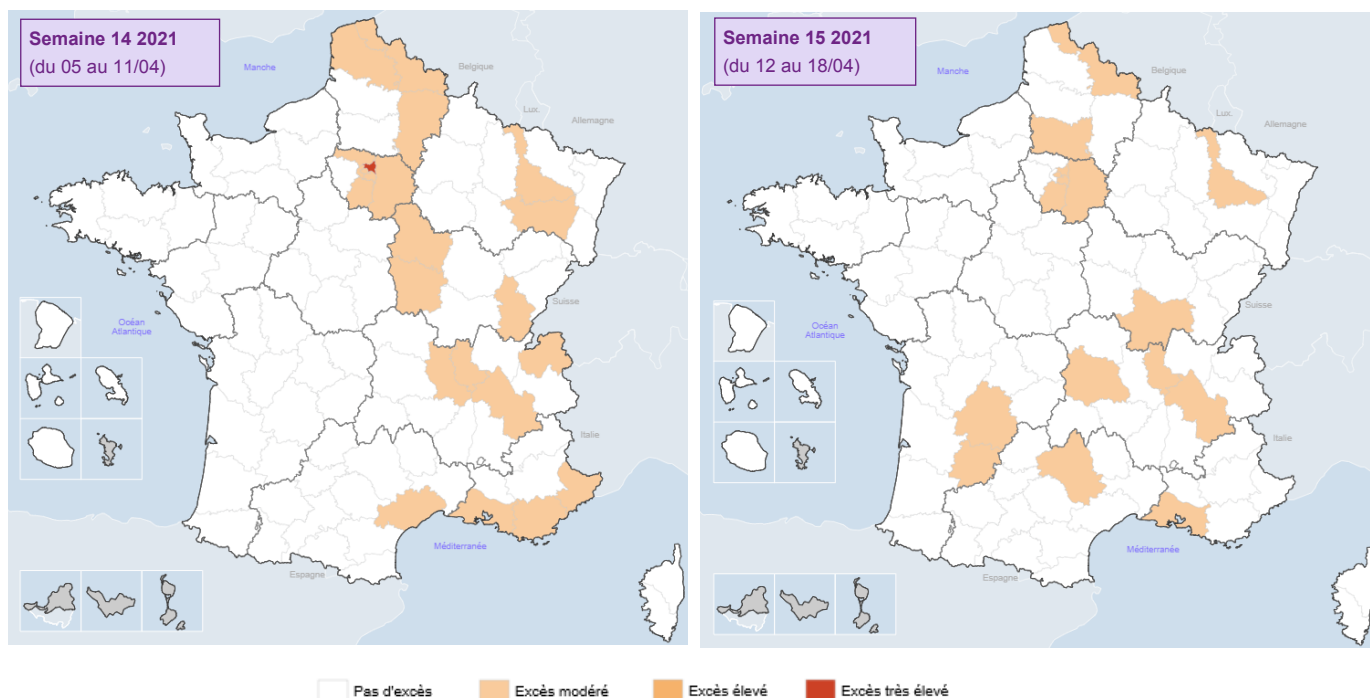 Semaine 14 2021
(du 05 au 11/04)
Manche
Belgique
Lux.
Allemagne
Suisse
Océan
Atlantique
Italie
Méditerranée
Espagne
Semaine 15 2021
(du 12 au 18/04)
Manche
Belgique
Lux.
Allemagne
Suisse
Océan
Atlantique
Italie
Méditerranée
Espagne
Pas d'excès
Excès modéré
Excès élevé
Excès très élevé